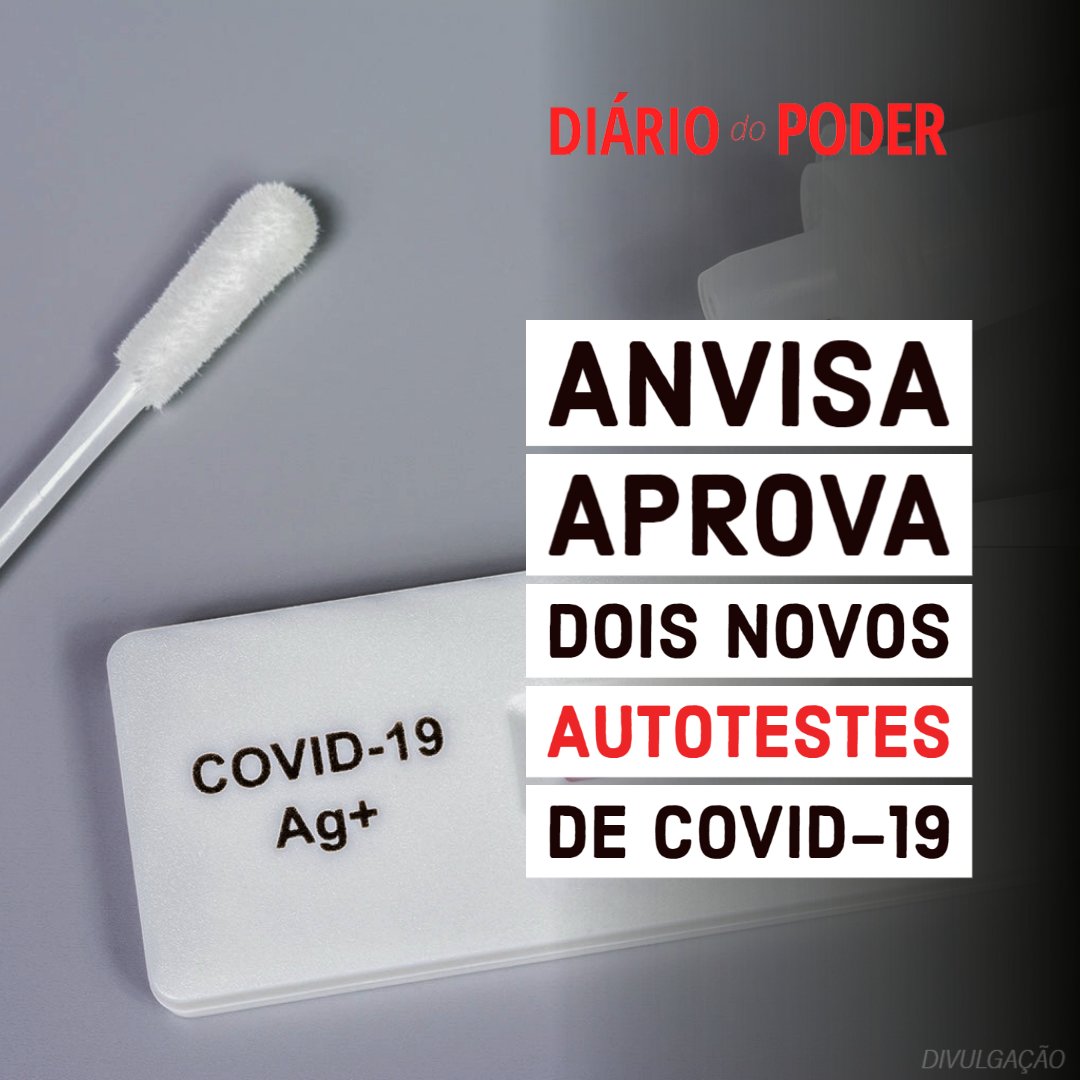 DIÁRIO do PODER
ANVISA
APROVA
DOIS NOVOS
AUTOTESTES
DE COVID-19
COVID-19
Ag+
DIVULGAÇÃO